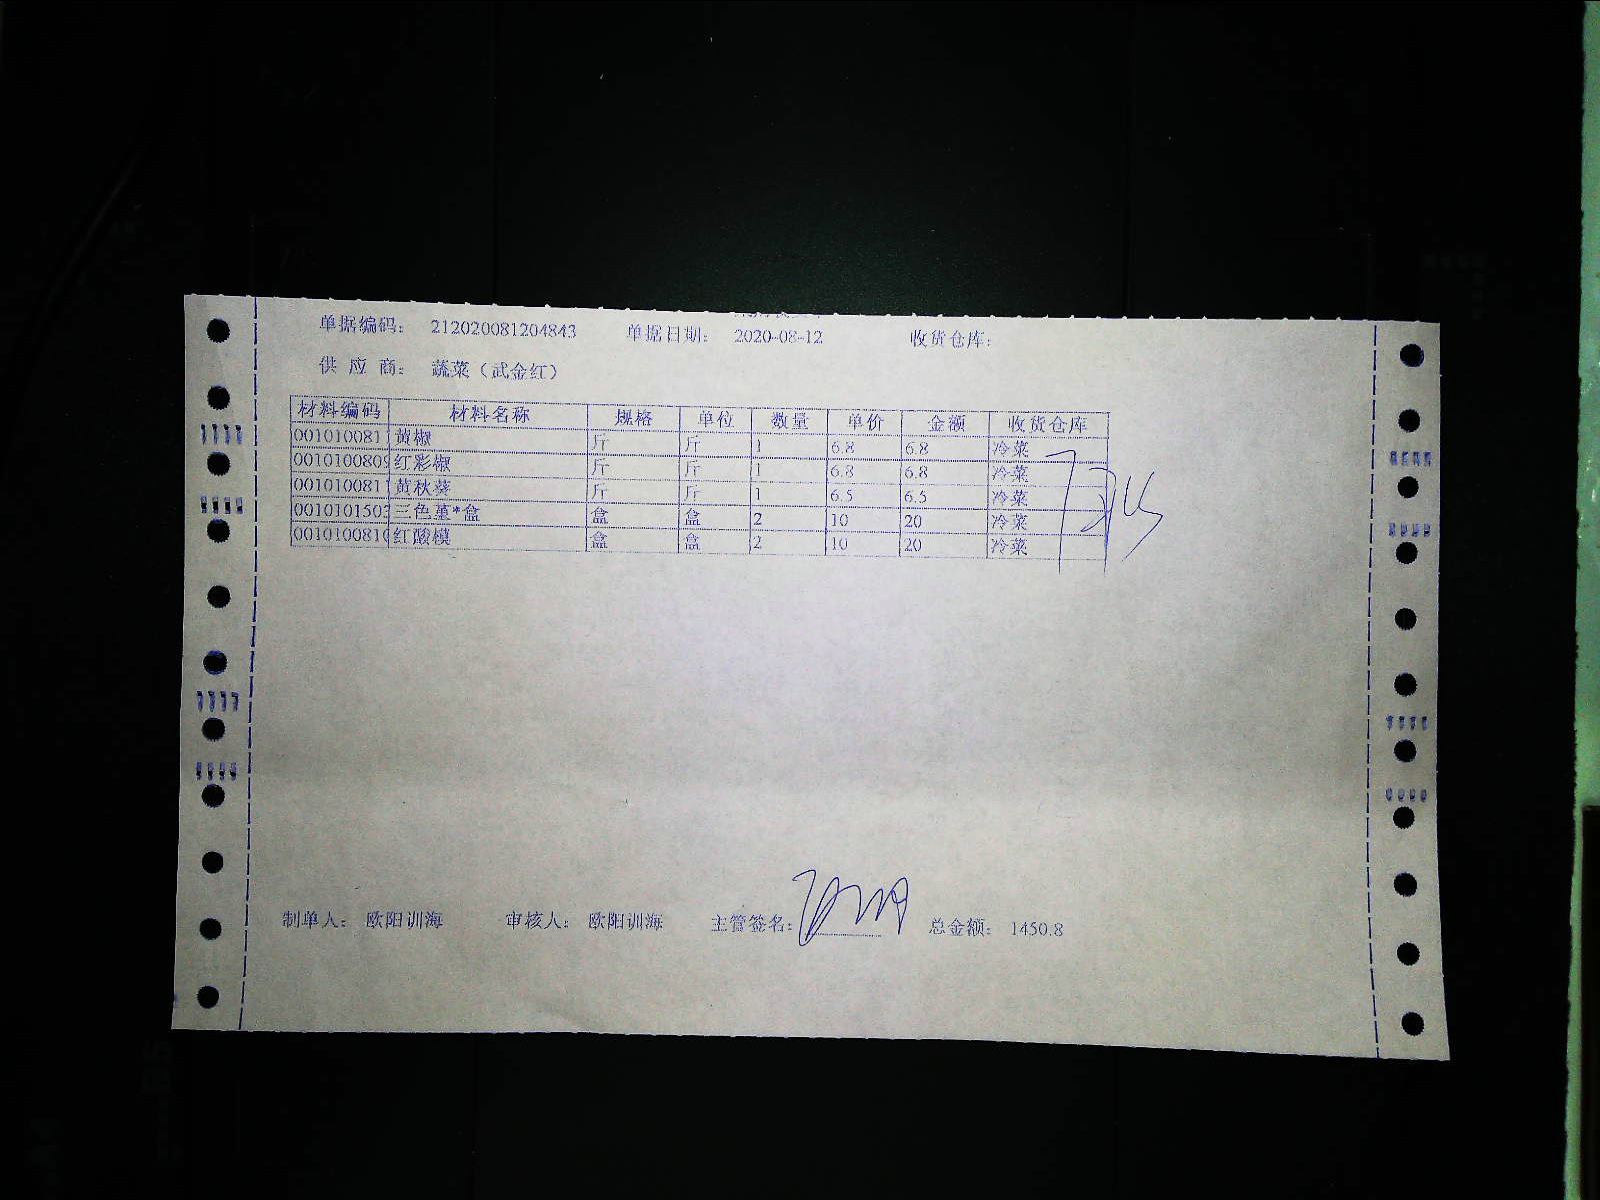 单据编码： 212020081204843 单据日期： 2020-08-12 收货仓库：
供 应 商： 蔬菜（武金红）
材料编码 材料名称 规格 单位 数量 单价 金额 收货仓库
001010081 黄椒 斤 斤 1 6.8 6.8 冷菜
001010080 红彩椒 斤 斤 1 6.8 6.8 冷菜
001010081 黄秋葵 斤 斤 1 6.5 6.5 冷菜
001010150 三色堇*盒 盒 盒 2 10 20 冷菜
001010081 红酸模 盒 盒 2 10 20 冷菜
制单人： 欧阳训海 审核人： 欧阳训海 主管签名： 总金额： 1450.8